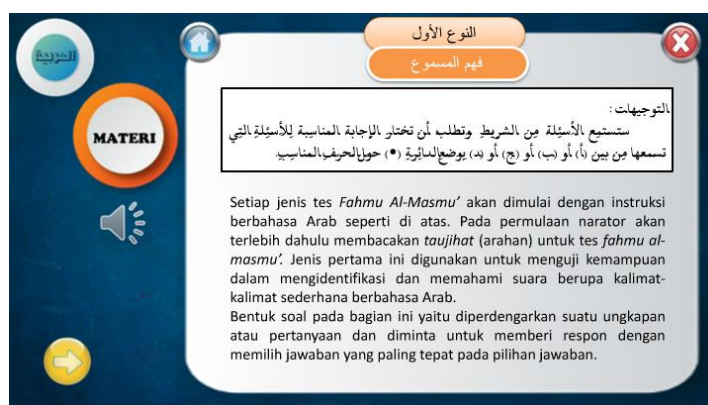 العربية
النوع الأول
فهم المسموع
MATERI
التوجيهات :
ستستمع الأسئلة من الشريط وتطلب أن تختار الإجابة المناسبة للأسئلة التي
تسمعها من بين (أ) أو (ب) أو (ج) أو (د) بوضع الدائرة (•) حول الحرف المناسب.
Setiap jenis tes Fahmu Al-Masmu’ akan dimulai dengan instruksi
berbahasa Arab seperti di atas. Pada permulaan narator akan
terlebih dahulu membacakan taujihat (arahan) untuk tes fahmu al-
masmu’. Jenis pertama ini digunakan untuk menguji kemampuan
dalam mengidentifikasi dan memahami suara berupa kalimat-
kalimat sederhana berbahasa Arab.
Bentuk soal pada bagian ini yaitu diperdengarkan suatu ungkapan
atau pertanyaan dan diminta untuk memberi respon dengan
memilih jawaban yang paling tepat pada pilihan jawaban.